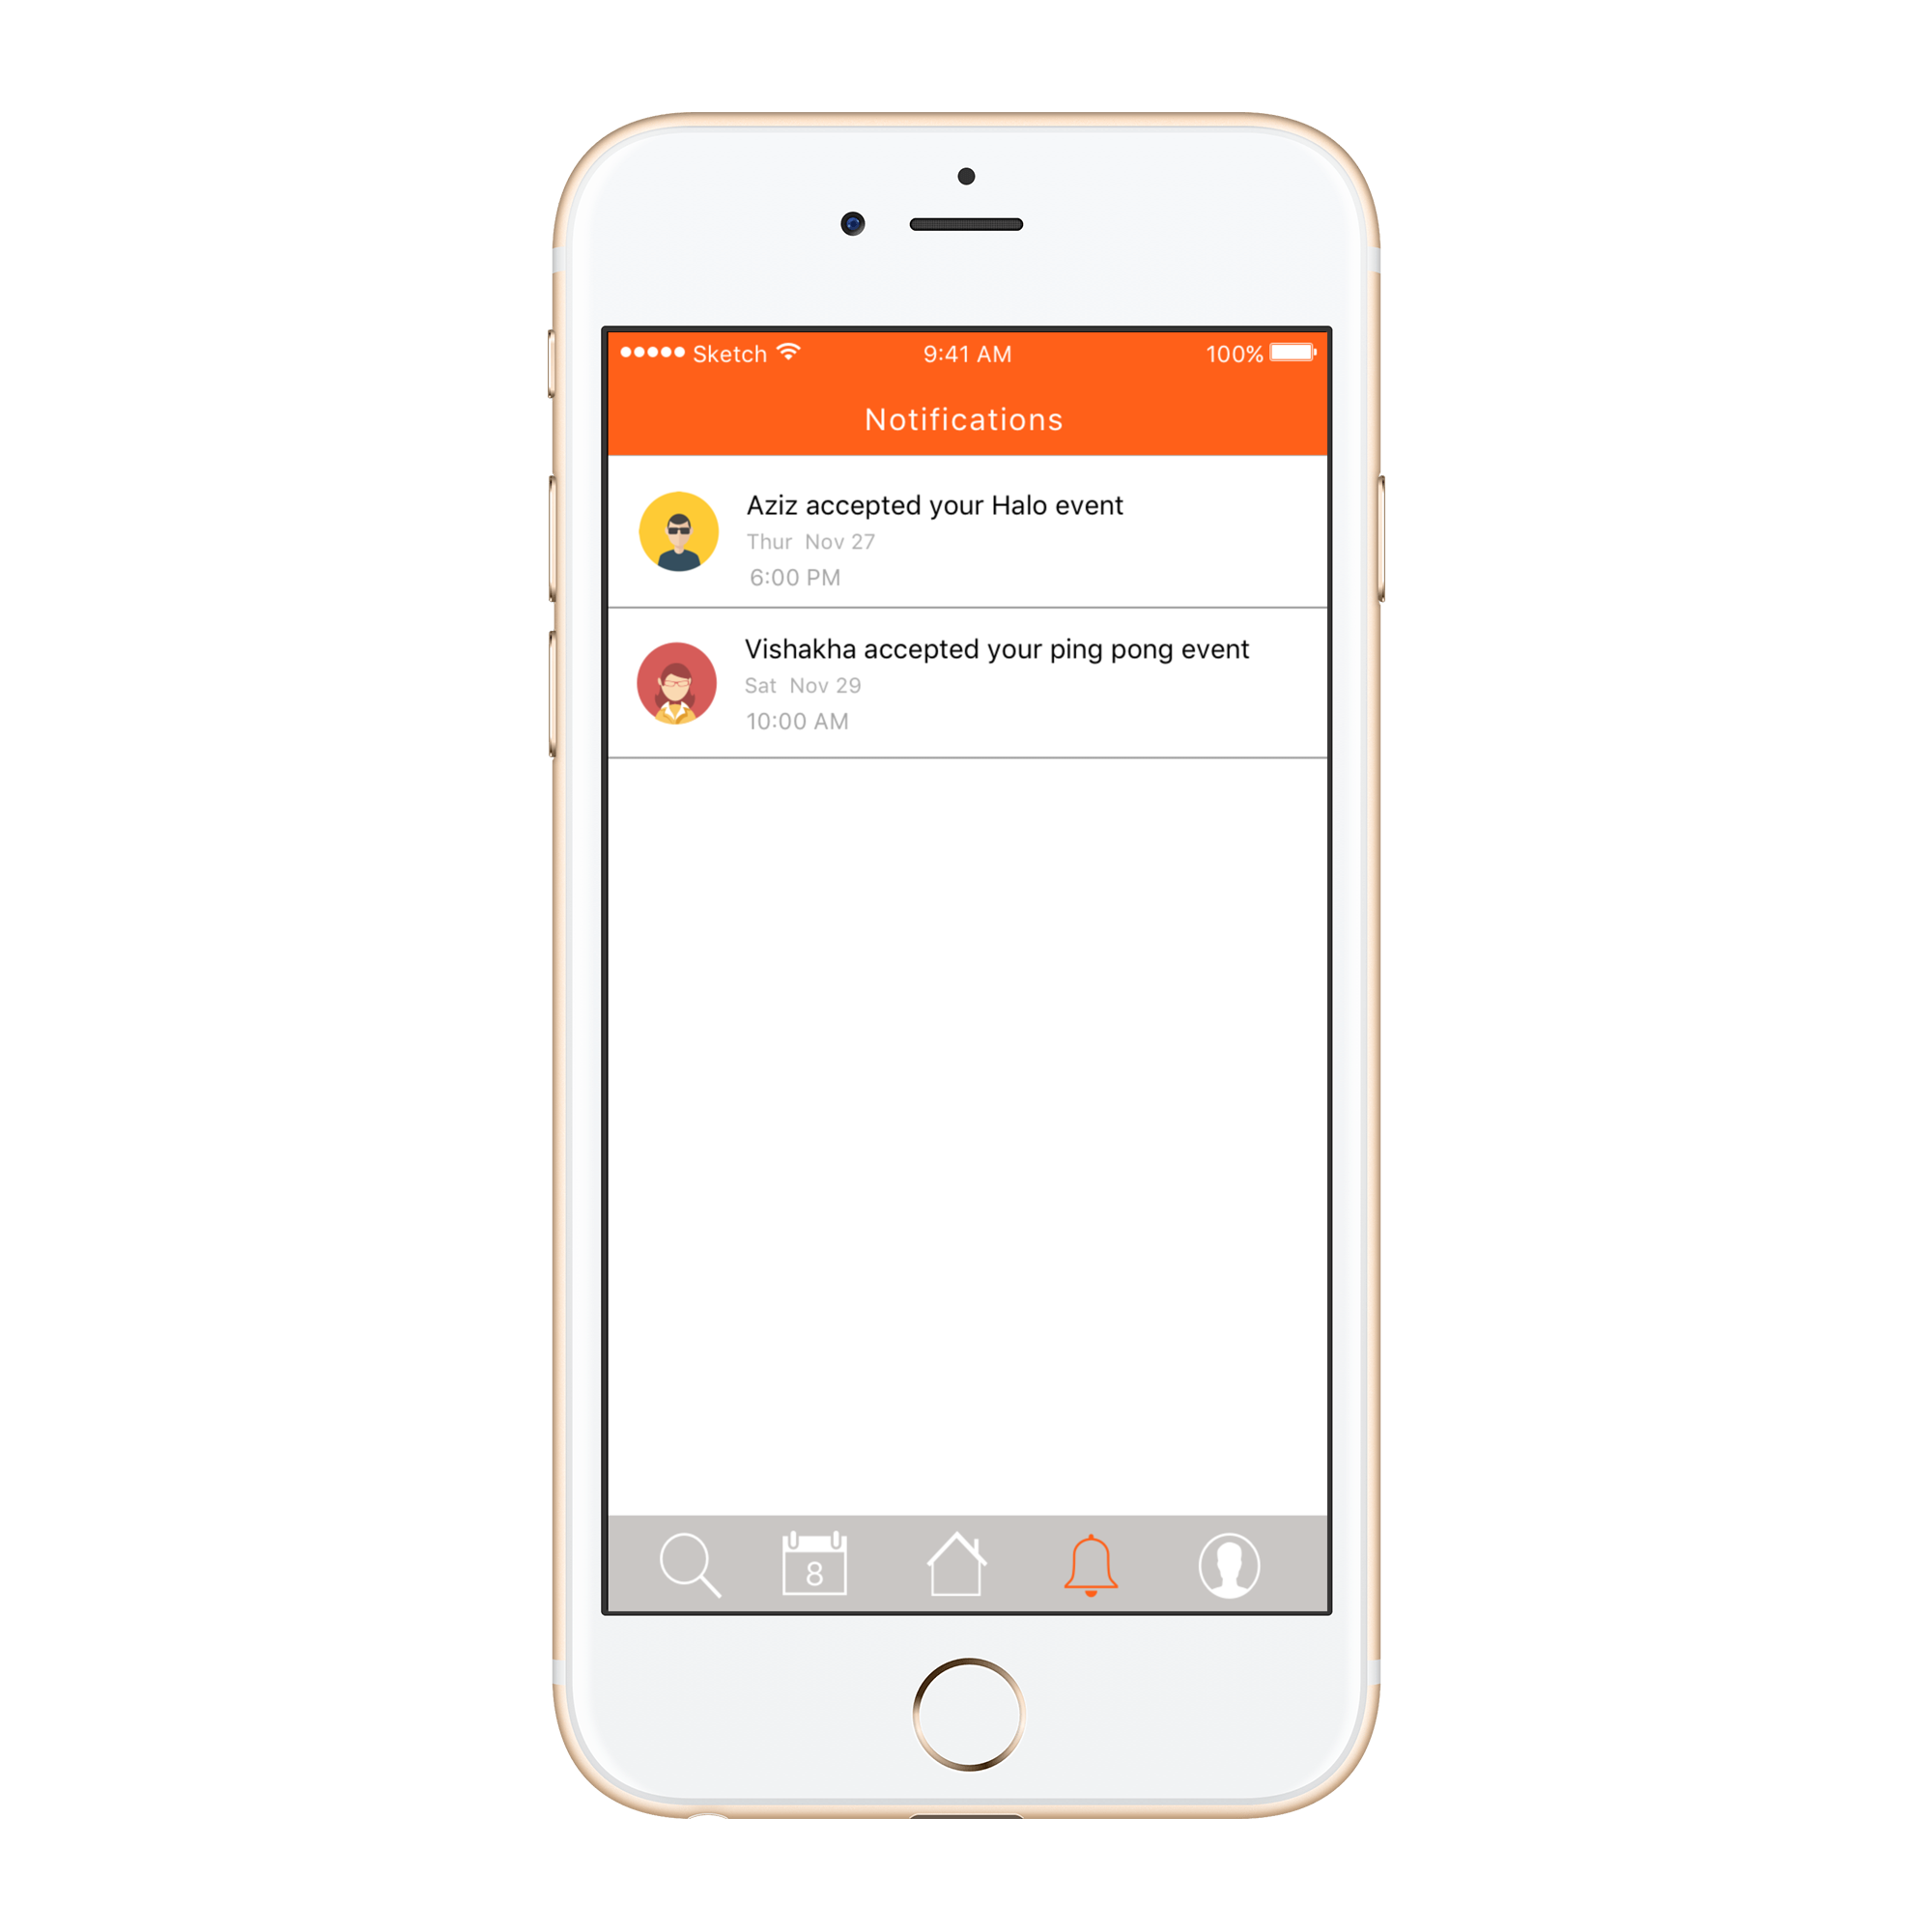 Sketch 9:41 AM 100%
Notifications
Aziz accepted your Halo event
Thur Nov 27
6:00 PM
Vishakha accepted your ping pong event
Sat Nov 29
10:00 AM
8